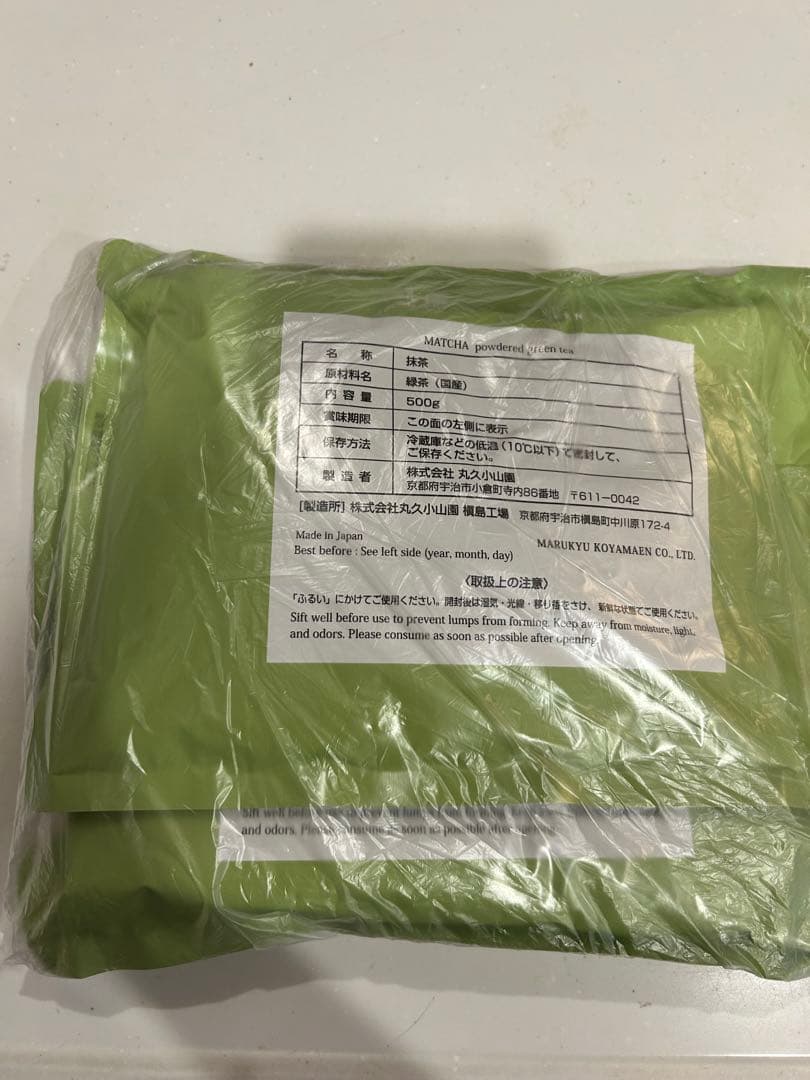 MATCHA powdered green tea
名 称 抹茶
原材料名 緑茶（国産）
内 容 量 500g
賞味期限 この面の左側に表示
保存方法 冷蔵庫などの低温（10℃以下）で密封して、
ご保存ください。
製 造 者 株式会社 丸久小山園
京都府宇治市小倉町寺内86番地 〒611-0042
[製造所] 株式会社丸久小山園 槇島工場 京都府宇治市槇島町中川原172-4
Made in Japan
Best before : See left side (year, month, day)
MARUKYU KOYAMAEN CO., LTD.
〈取扱上の注意〉
「ふるい」にかけてご使用ください。開封後は湿気・光線・移り香をさけ、新鮮な状態でご使用ください。
Sift well before use to prevent lumps from forming. Keep away from moisture, light,
and odors. Please consume as soon as possible after opening.
Sift well before
and odors. Please consume as soon as possible after opening.